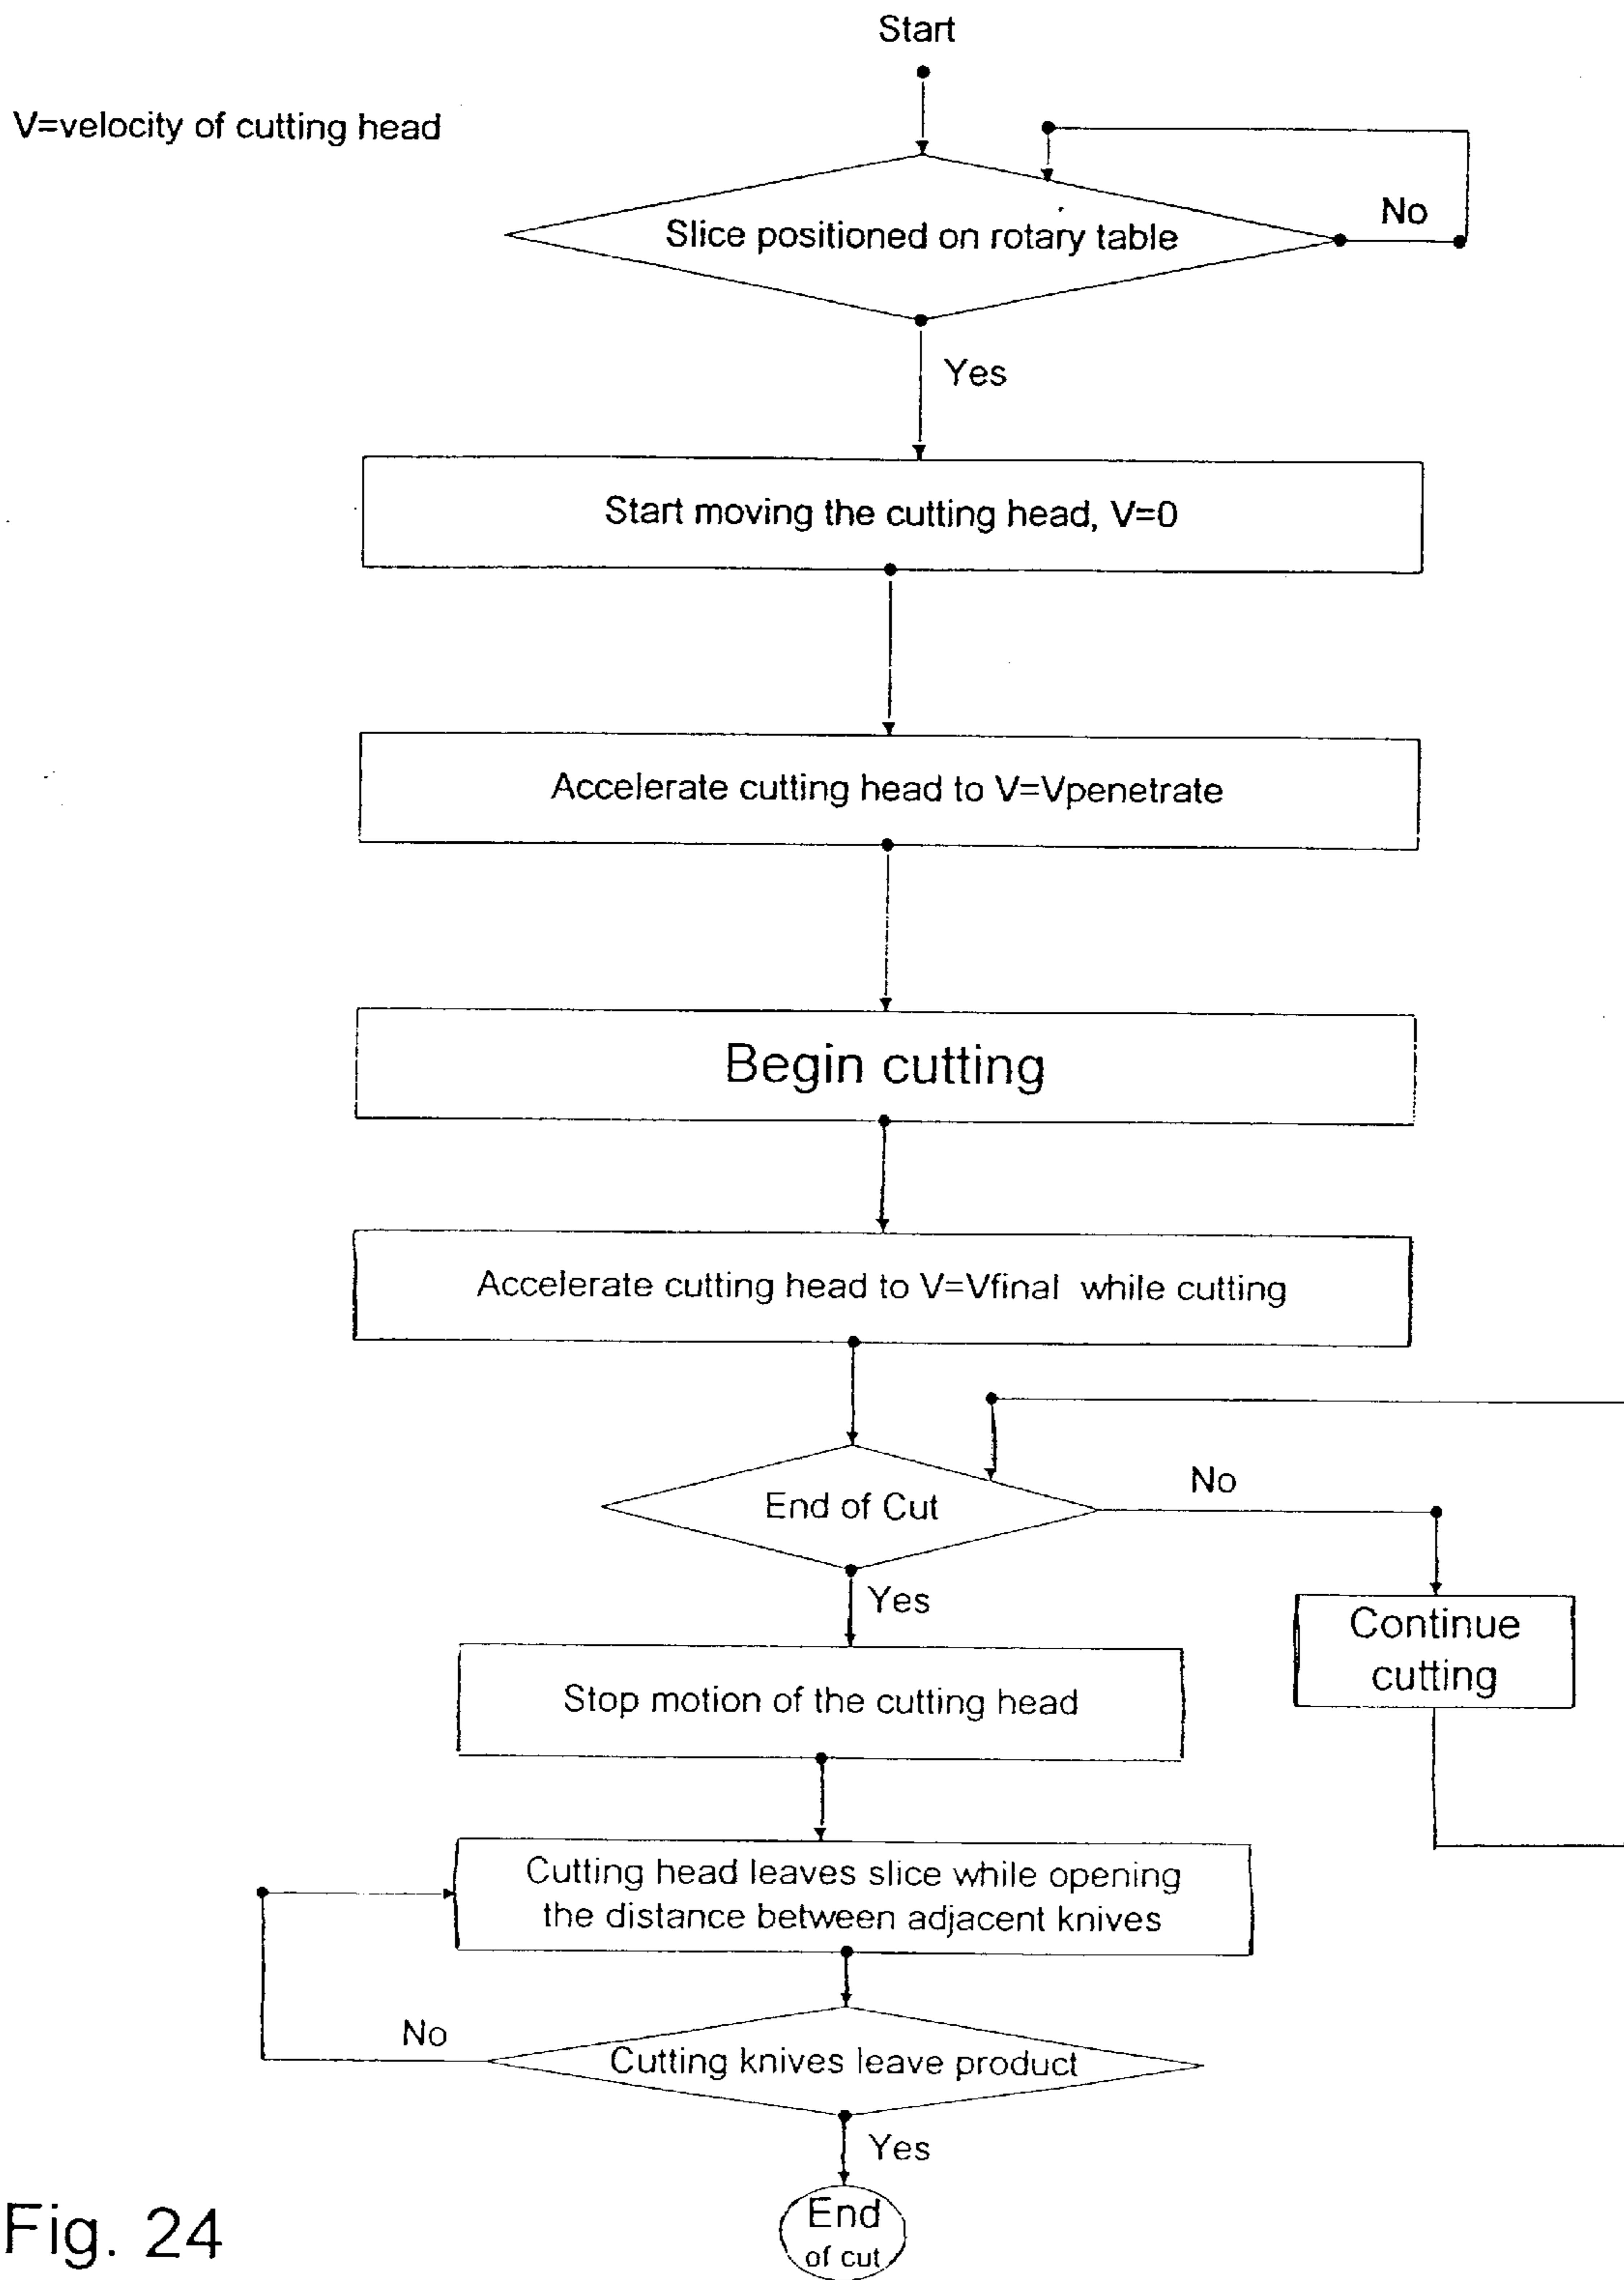 Start
V=velocity of cutting head
No
Slice positioned on rotary table
Yes
Start moving the cutting head, V=0
Accelerate cutting head to V=Vpenetrate
Begin cutting
Accelerate cutting head to V=Vfinal while cutting
No
End of Cut
Yes
Continue
cutting
Stop motion of the cutting head
Cutting head leaves slice while opening
the distance between adjacent knives
No
Cutting knives leave product
Yes
End
of cut
Fig. 24